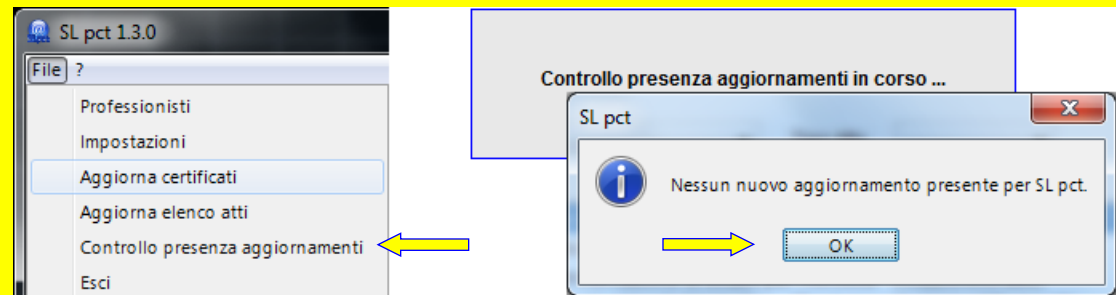 SL pct 1.3.0
File ?
Professionisti
Impostazioni
Aggiorna certificati
Aggiorna elenco atti
Controllo presenza aggiornamenti
Esci
Controllo presenza aggiornamenti in corso ...
SL pct
Nessun nuovo aggiornamento presente per SL pct.
OK